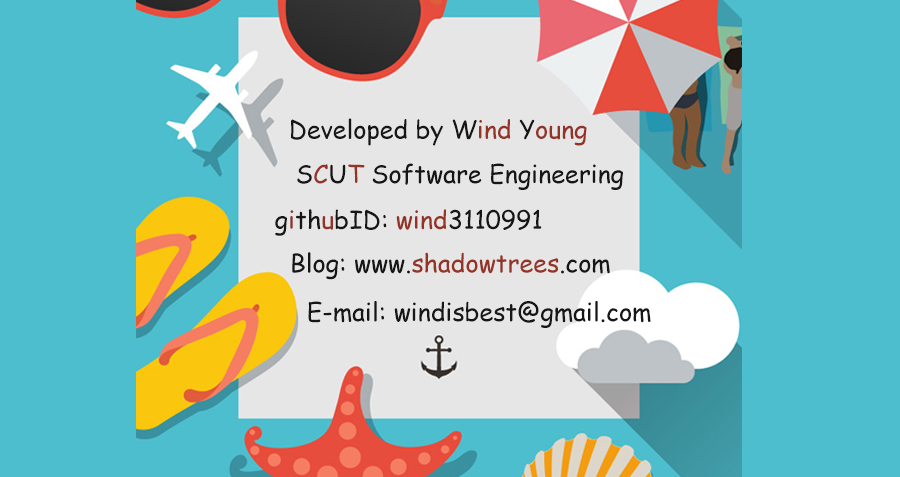 Developed by Wind Young
SCUT Software Engineering
githubID: wind3110991
Blog: www.shadowtrees.com
E-mail: windisbest@gmail.com